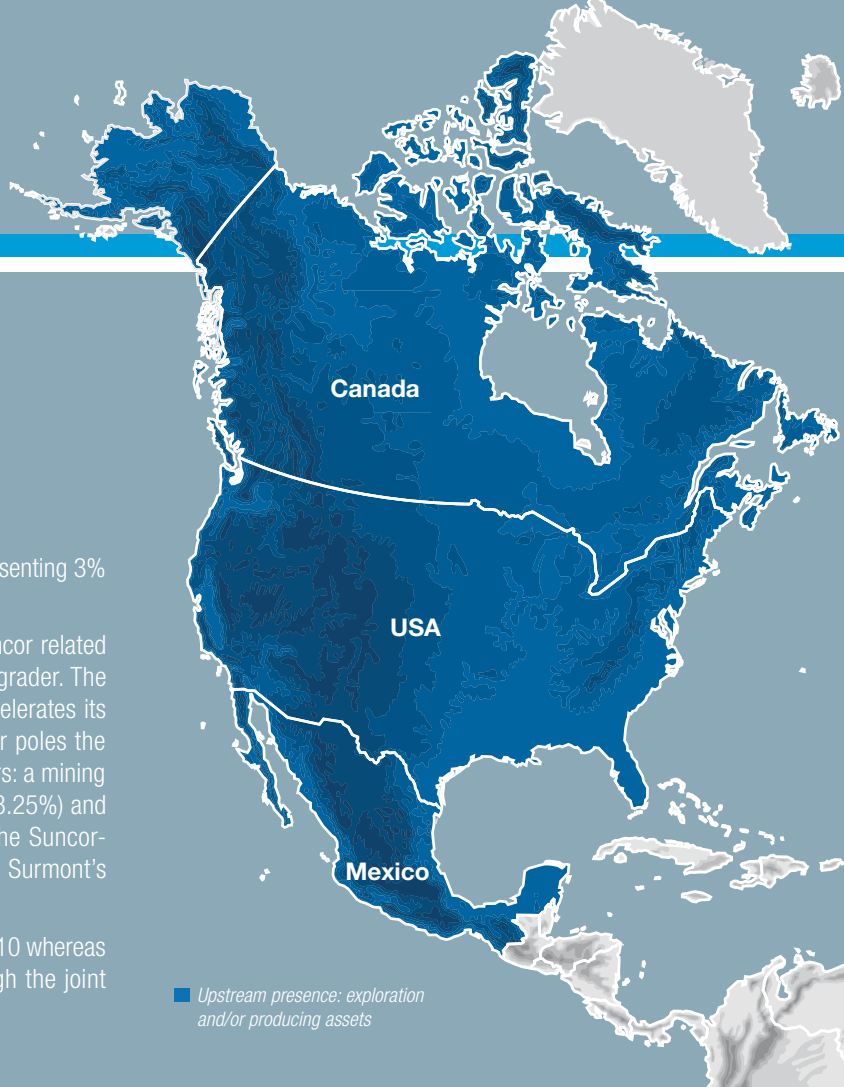 senting 3%
ncor related
grader. The
elerates its
r poles the
rs: a mining
3.25%) and
he Suncor-
Surmont's
10 whereas
gh the joint
Canada
USA
Mexico
Upstream presence: exploration
and/or producing assets